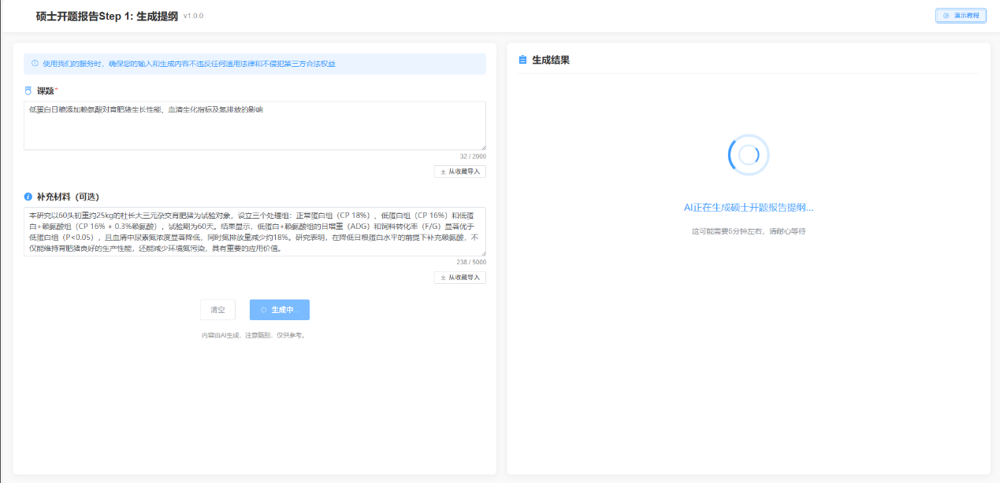 硕士开题报告Step 1: 生成提纲 v1.0.0
演示教程
使用我们的服务时，确保您的输入和生成内容不违反任何适用法律和不侵犯第三方合法权益
课题*
低蛋白日粮添加赖氨酸对育肥猪生长性能、血清生化指标及氮排放的影响
32 / 2000
从收藏导入
补充材料（可选）
本研究以60头初重约25kg的杜长大三元杂交育肥猪为试验对象，设立三个处理组：正常蛋白组（CP 18%）、低蛋白组（CP 16%）和低蛋
白+赖氨酸组（CP 16% + 0.3%赖氨酸），试验期为60天。结果显示，低蛋白+赖氨酸组的日增重（ADG）和饲料转化率（F/G）显著优于
低蛋白组（P<0.05），且血清中尿素氮浓度显著降低，同时氮排放量减少约18%。研究表明，在降低日粮蛋白水平的前提下补充赖氨酸，不
仅能维持育肥猪良好的生产性能，还能减少环境氮污染，具有重要的应用价值。
238 / 5000
从收藏导入
清空
生成中...
内容由AI生成，注意甄别，仅供参考。
生成结果
AI正在生成硕士开题报告提纲...
这可能需要5分钟左右，请耐心等待